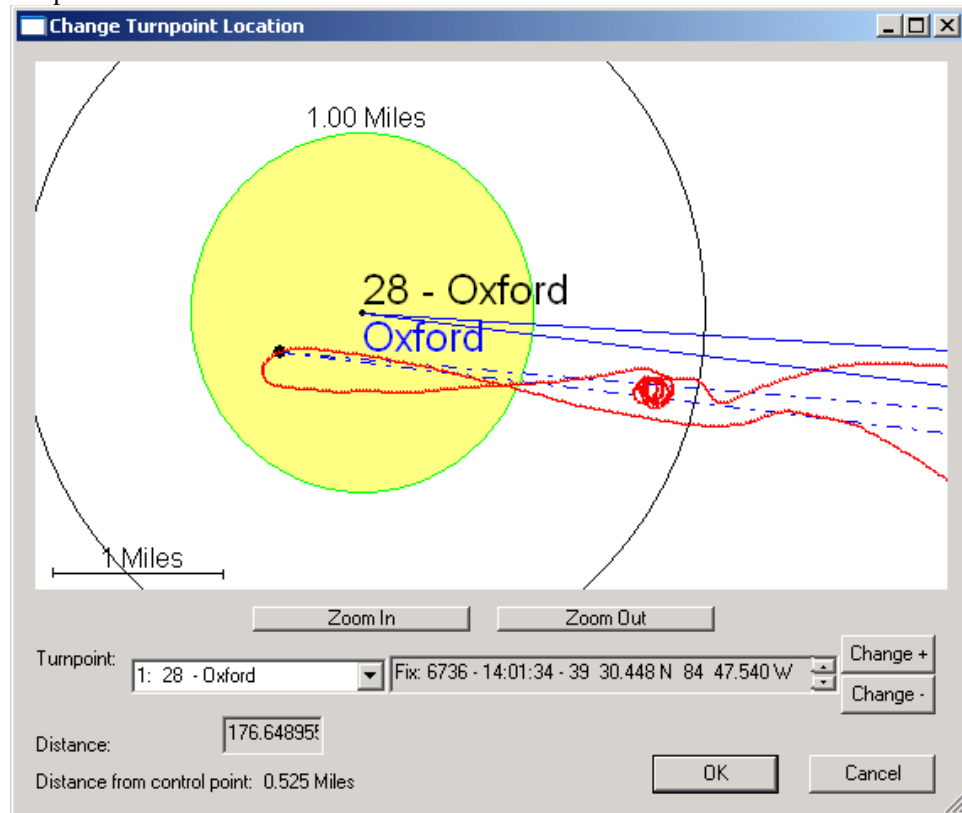 Change Turnpoint Location
1.00 Miles
28 - Oxford
Oxford
1 Miles
Zoom In Zoom Out
Turnpoint: 1: 28 - Oxford Fix: 6736 - 14:01:34 - 39 30.448 N 84 47.540 W Change +
Change -
Distance: 176.648955
Distance from control point: 0.525 Miles
OK Cancel